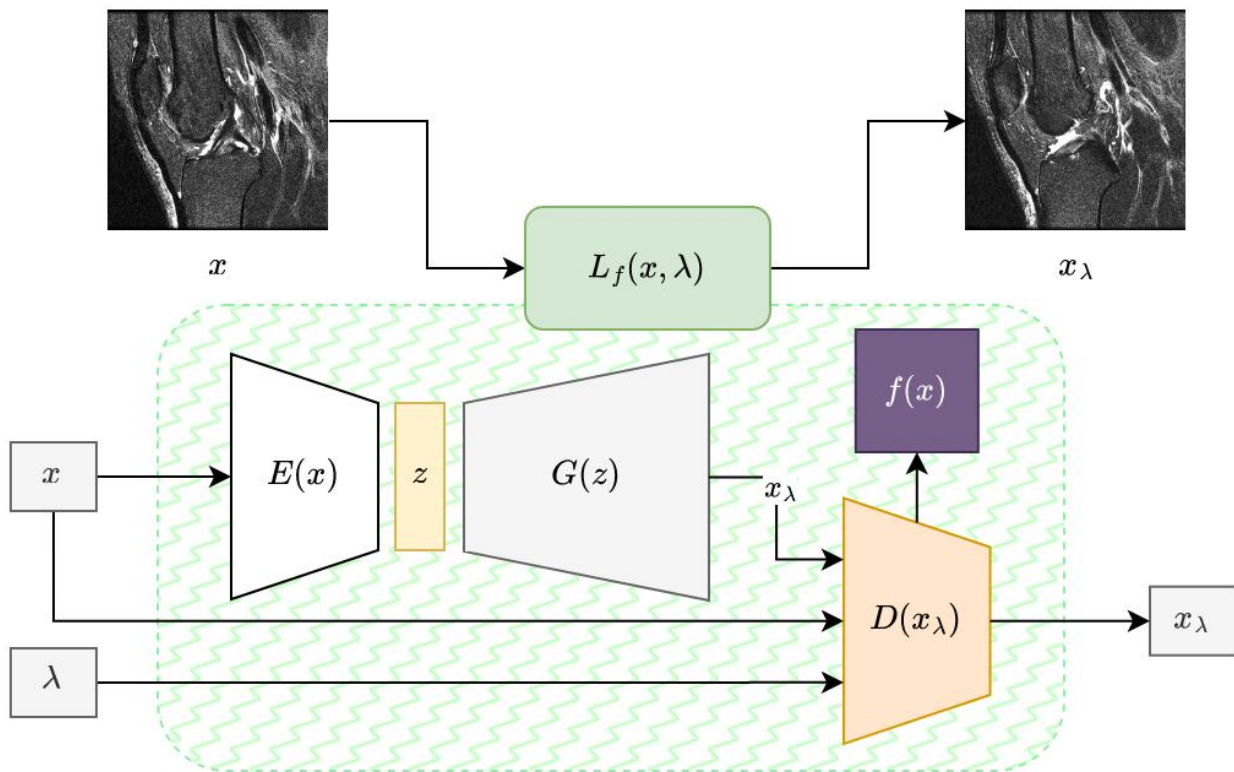 x
L_f(x, λ)
x_λ
f(x)
x
E(x)
z
G(z)
x_λ
D(x_λ)
x_λ
λ